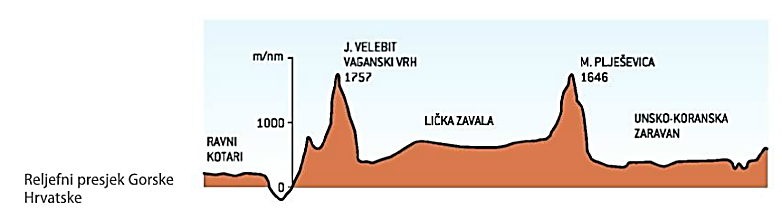 J. VELEBIT
VAGANSKI VRH
1757
m/nm
M. PLJEŠEVICA
1646
1000
LIČKA ZAVALA
UNSKO-KORANSKA
ZARAVAN
RAVNI
KOTARI
0
Reljefni presjek Gorske
Hrvatske